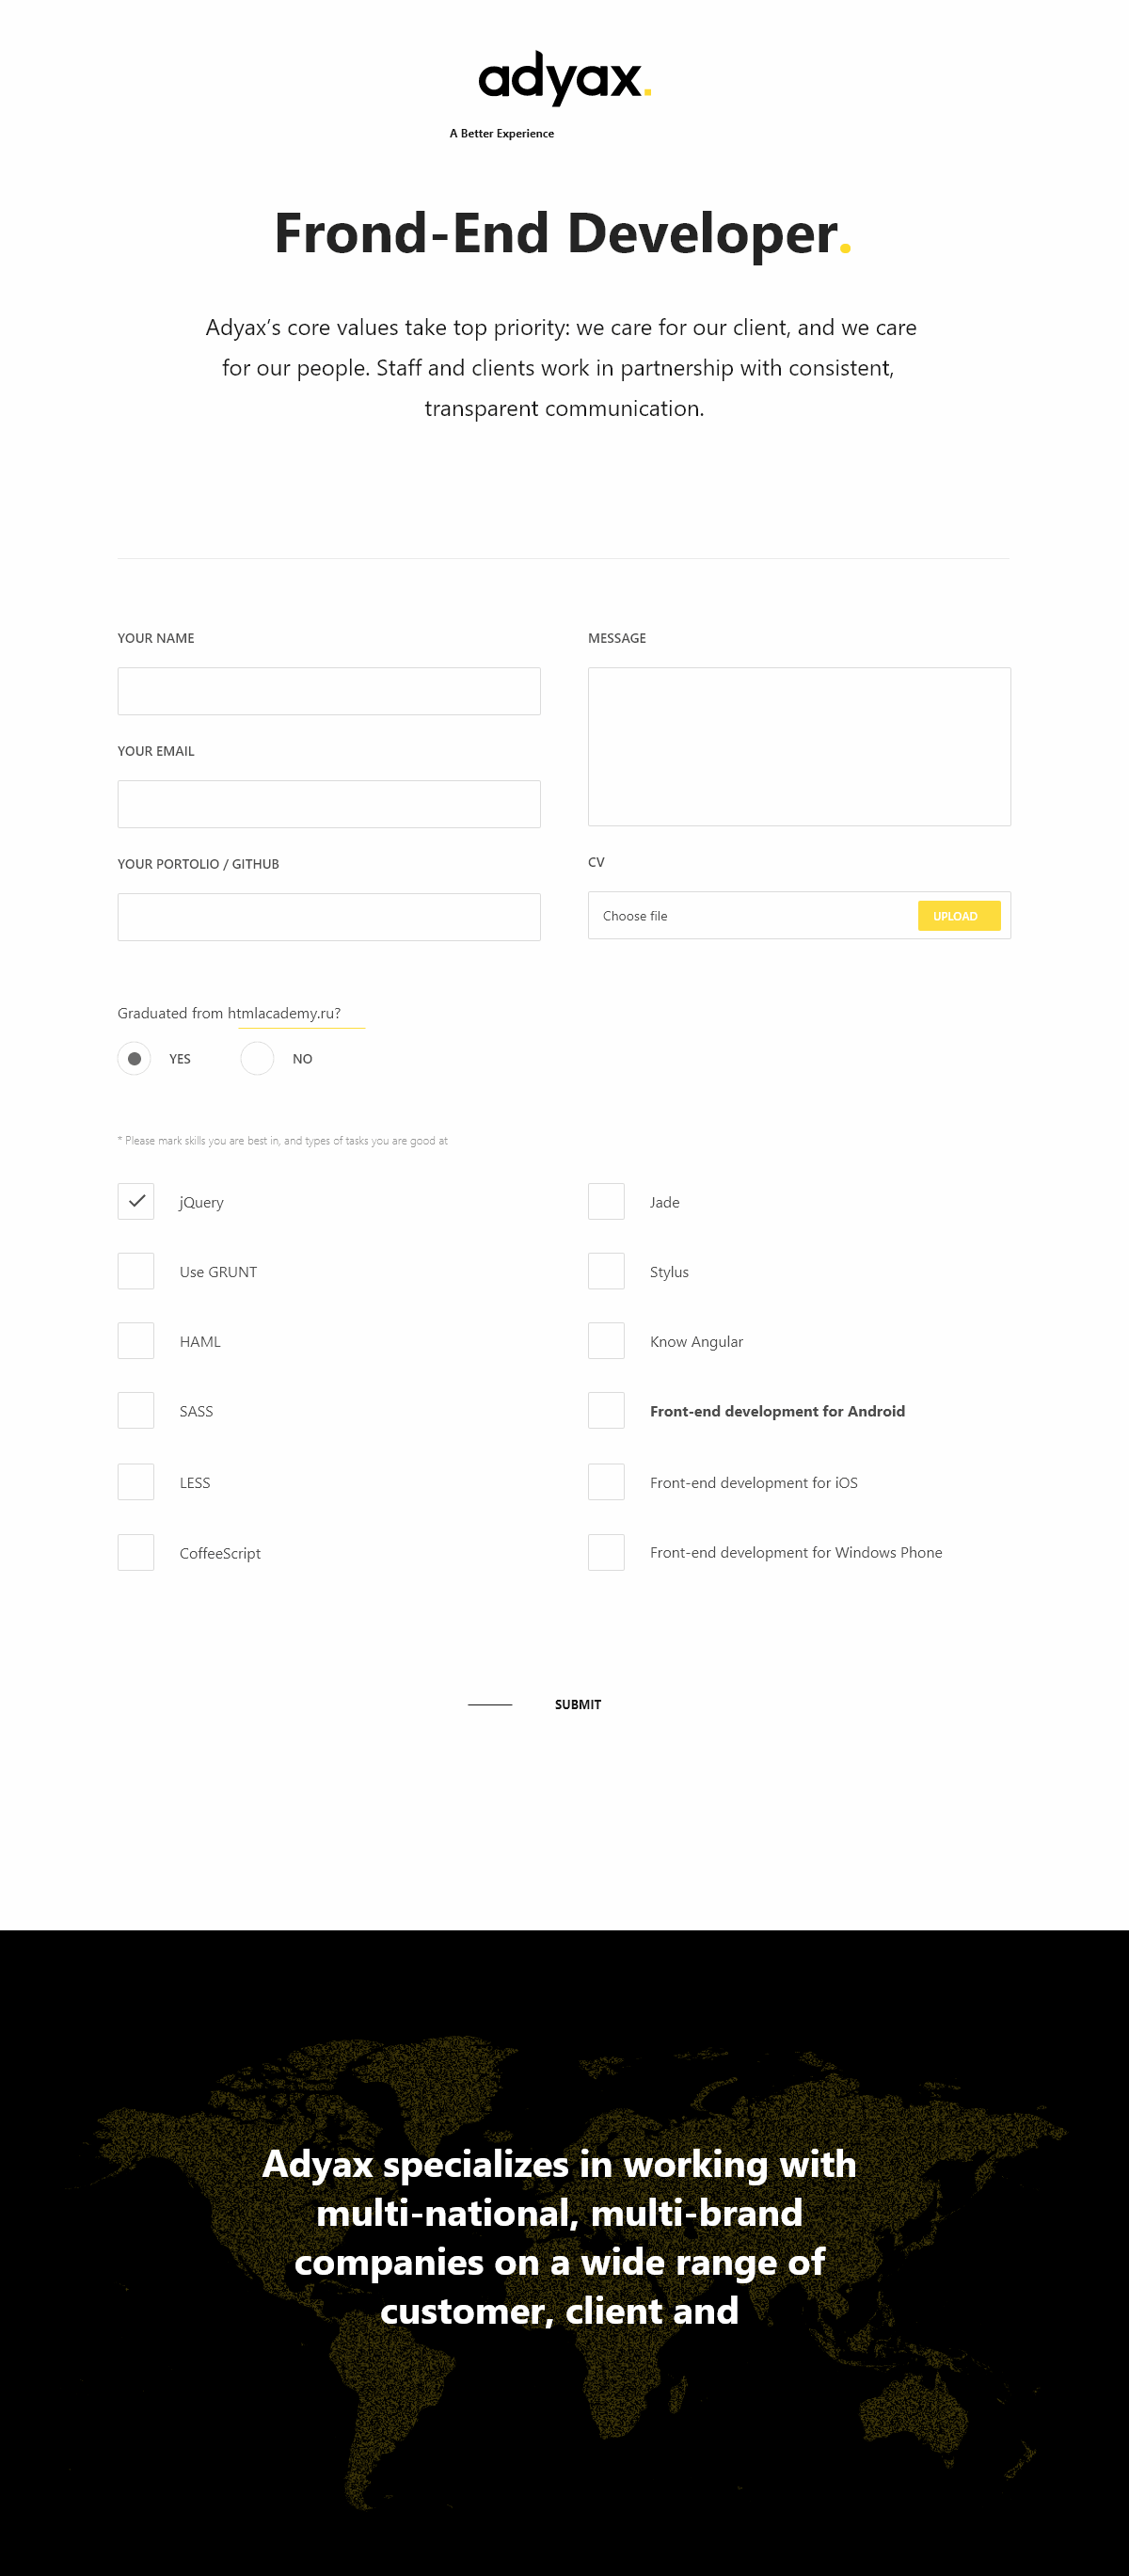 adyax.
A Better Experience
Frond-End Developer.
Adyax’s core values take top priority: we care for our client, and we care
for our people. Staff and clients work in partnership with consistent,
transparent communication.
YOUR NAME
YOUR EMAIL
YOUR PORTOLIO / GITHUB
MESSAGE
CV
Choose file
UPLOAD
Graduated from htmlacademy.ru?
YES
NO
* Please mark skills you are best in, and types of tasks you are good at
jQuery
Use GRUNT
HAML
SASS
LESS
CoffeeScript
Jade
Stylus
Know Angular
Front-end development for Android
Front-end development for iOS
Front-end development for Windows Phone
SUBMIT
Adyax specializes in working with
multi-national, multi-brand
companies on a wide range of
customer, client and